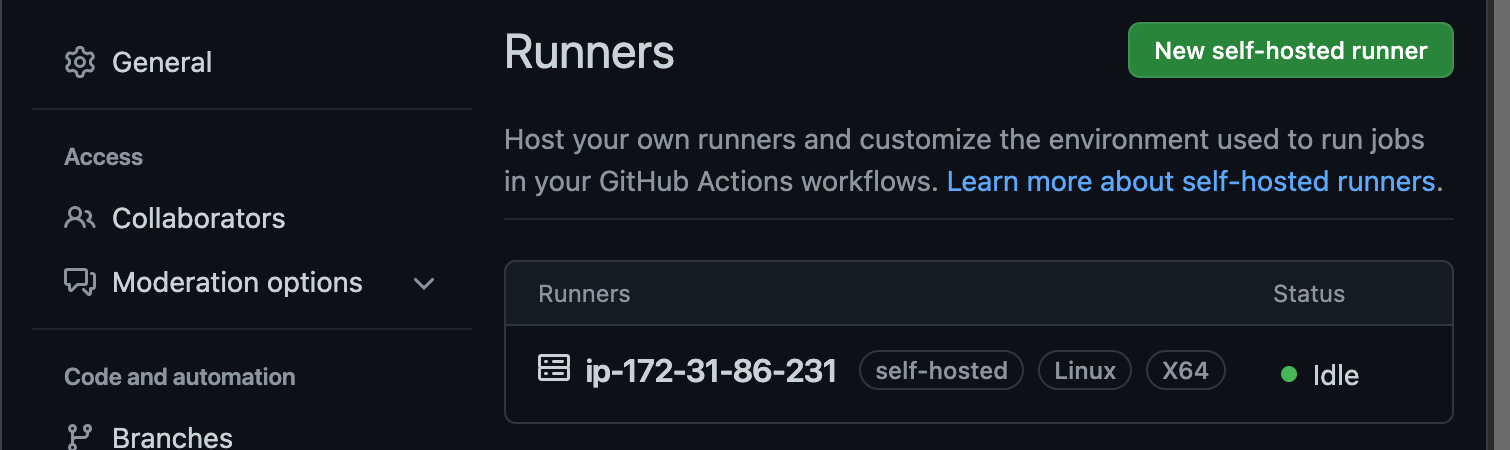 General
Access
Collaborators
Moderation options
Code and automation
Branches
Runners
New self-hosted runner
Host your own runners and customize the environment used to run jobs
in your GitHub Actions workflows. Learn more about self-hosted runners.
Runners Status
ip-172-31-86-231 self-hosted Linux X64 Idle